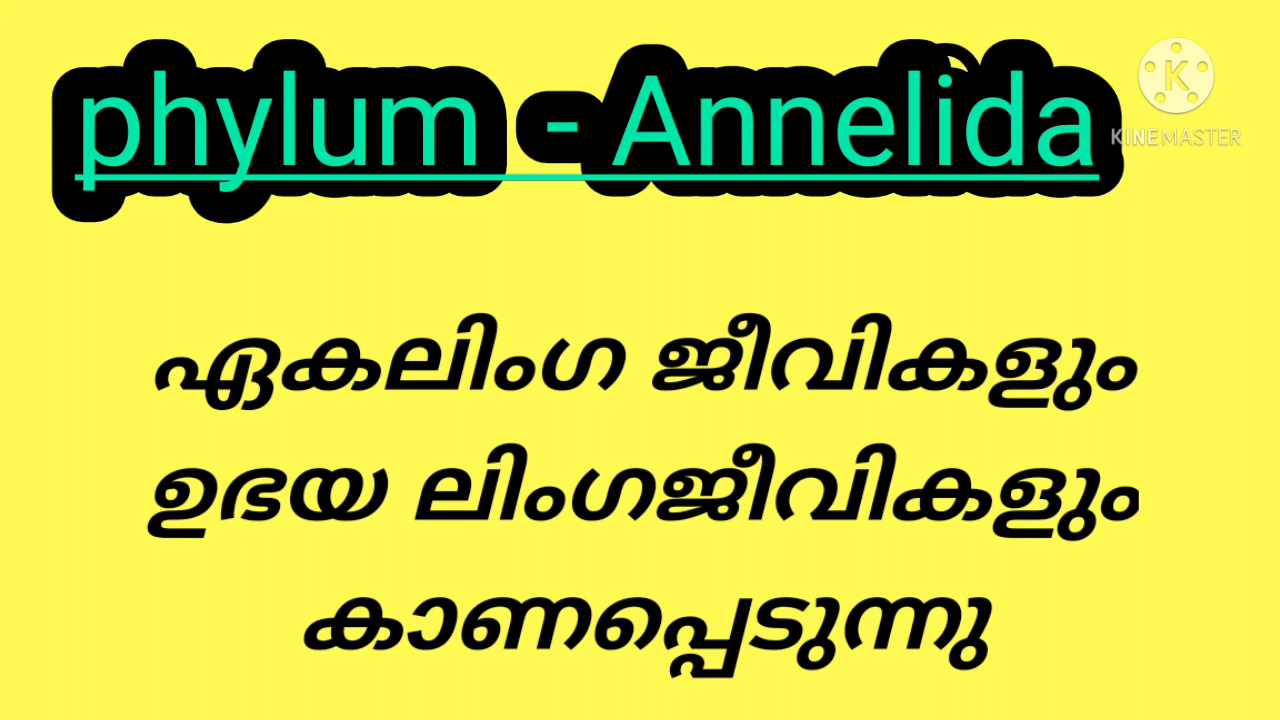 phylum - Annelida
KINEMASTER
ഏകലിംഗ ജീവികളും
ഉഭയ ലിംഗജീവികളും
കാണപ്പെടുന്നു